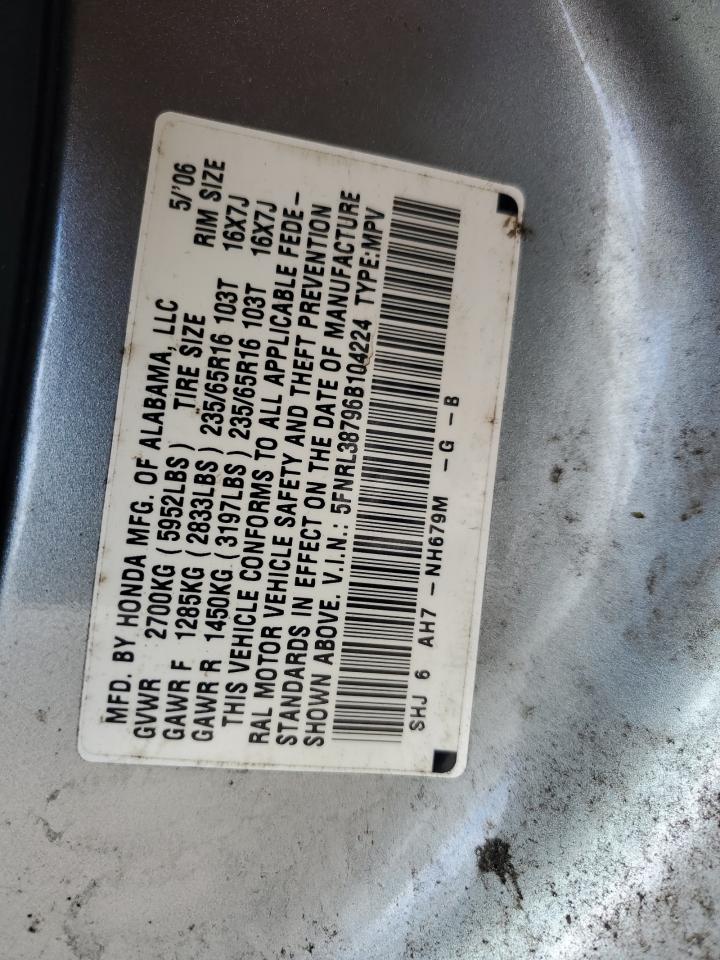 MFD. BY HONDA MFG. OF ALABAMA, LLC 5/'06
GVWR 2700KG (5952LBS) TIRE SIZE RIM SIZE
GAWR F 1285KG (2833LBS) 235/65R16 103T 16X7J
GAWR R 1450KG (3197LBS) 235/65R16 103T 16X7J
THIS VEHICLE CONFORMS TO ALL APPLICABLE FEDE-
RAL MOTOR VEHICLE SAFETY AND THEFT PREVENTION
STANDARDS IN EFFECT ON THE DATE OF MANUFACTURE
SHOWN ABOVE. V.I.N.: 5FNRL38796B104224 TYPE:MPV
SHJ 6 AH7 - NH679M - G - B